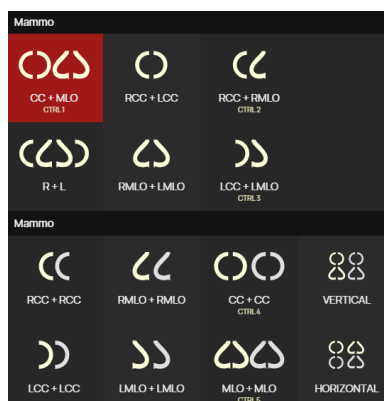 Mammo
CC + MLO
CTRL1
RCC + LCC
RCC + RMLO
CTRL2
R + L
RMLO + LMLO
LCC + LMLO
CTRL3
Mammo
RCC + RCC
RMLO + RMLO
CC + CC
CTRL4
VERTICAL
LCC + LCC
LMLO + LMLO
MLO + MLO
CTRL5
HORIZONTAL